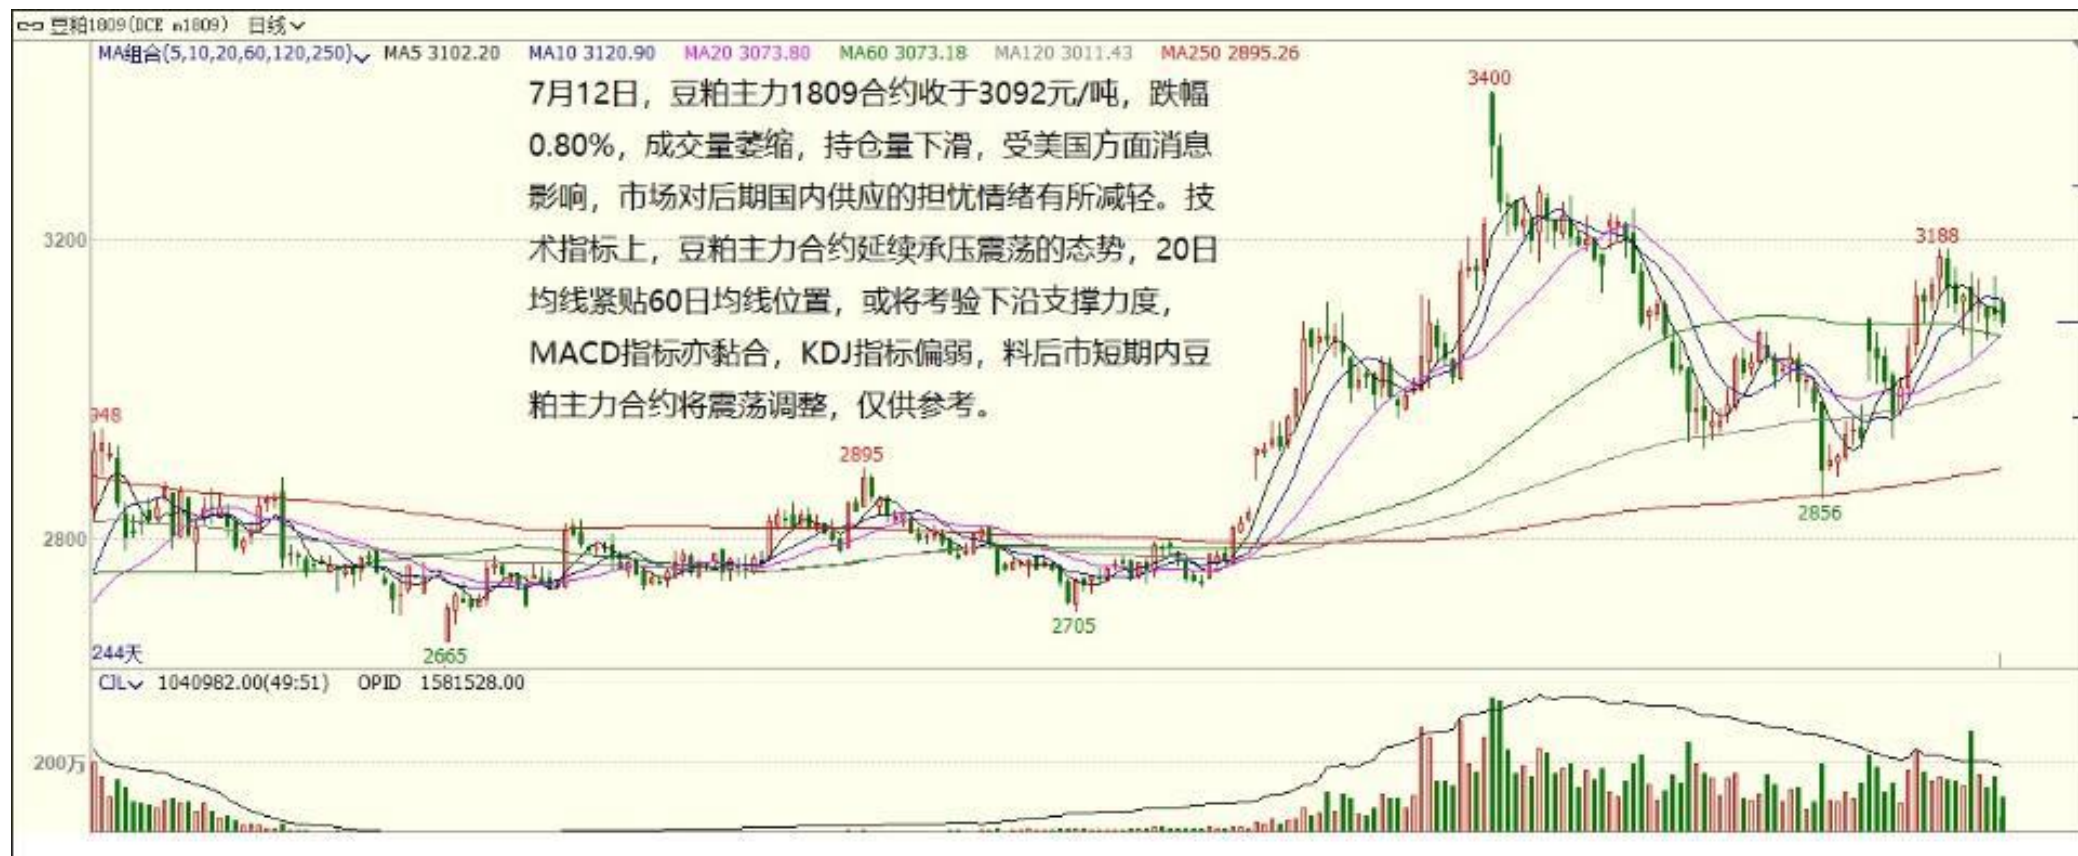 豆粕1809(DCE m1809) 日线
MA组合(5,10,20,60,120,250) MA5 3102.20 MA10 3120.90 MA20 3073.80 MA60 3073.18 MA120 3011.43 MA250 2895.26
7月12日，豆粕主力1809合约收于3092元/吨，跌幅
0.80%，成交量萎缩，持仓量下滑，受美国方面消息
影响，市场对后期国内供应的担忧情绪有所减轻。技
术指标上，豆粕主力合约延续承压震荡的态势，20日
均线紧贴60日均线位置，或将考验下沿支撑力度，
MACD指标亦黏合，KDJ指标偏弱，料后市短期内豆
粕主力合约将震荡调整，仅供参考。
3400
3200
3188
948
2895
2856
2800
2705
2665
244天
CJL 1040982.00(49:51) OPID 1581528.00
200万